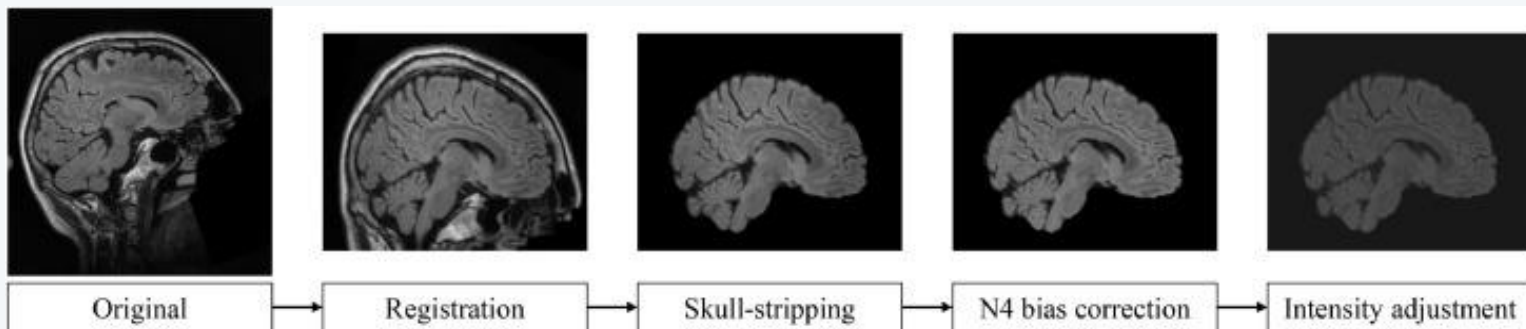 Original
Registration
Skull-stripping
N4 bias correction
Intensity adjustment